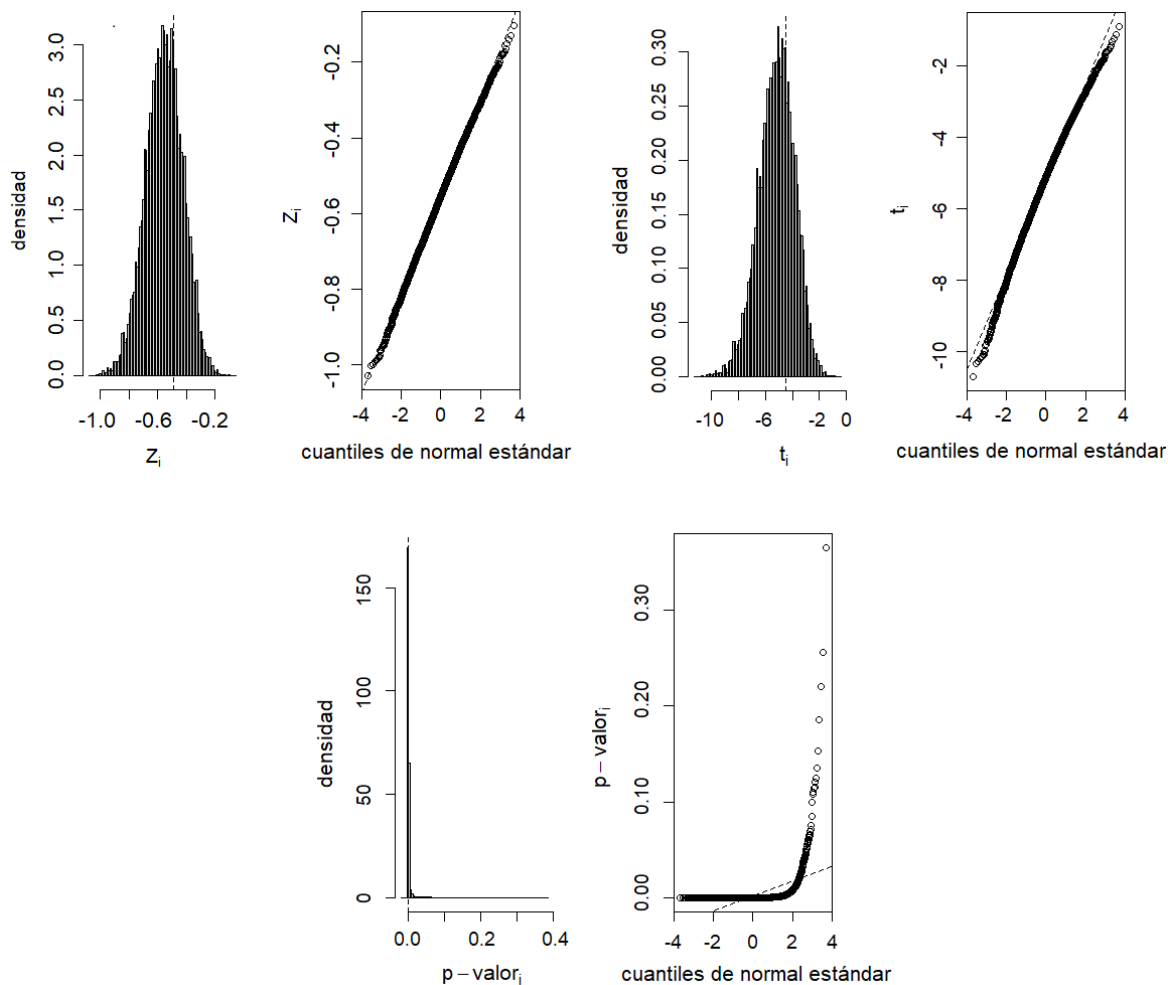 densidad
0.0 0.5 1.0 1.5 2.0 2.5 3.0
-1.0 -0.6 -0.2
Zi
Zi
-1.0 -0.8 -0.6 -0.4 -0.2
-4 -2 0 2 4
cuantiles de normal estándar
densidad
0.00 0.05 0.10 0.15 0.20 0.25 0.30
-10 -6 -2 0
ti
ti
-10 -8 -6 -4 -2
-4 -2 0 2 4
cuantiles de normal estándar
densidad
0 50 100 150
0.0 0.2 0.4
p−valori
p−valori
0.00 0.10 0.20 0.30
-4 -2 0 2 4
cuantiles de normal estándar